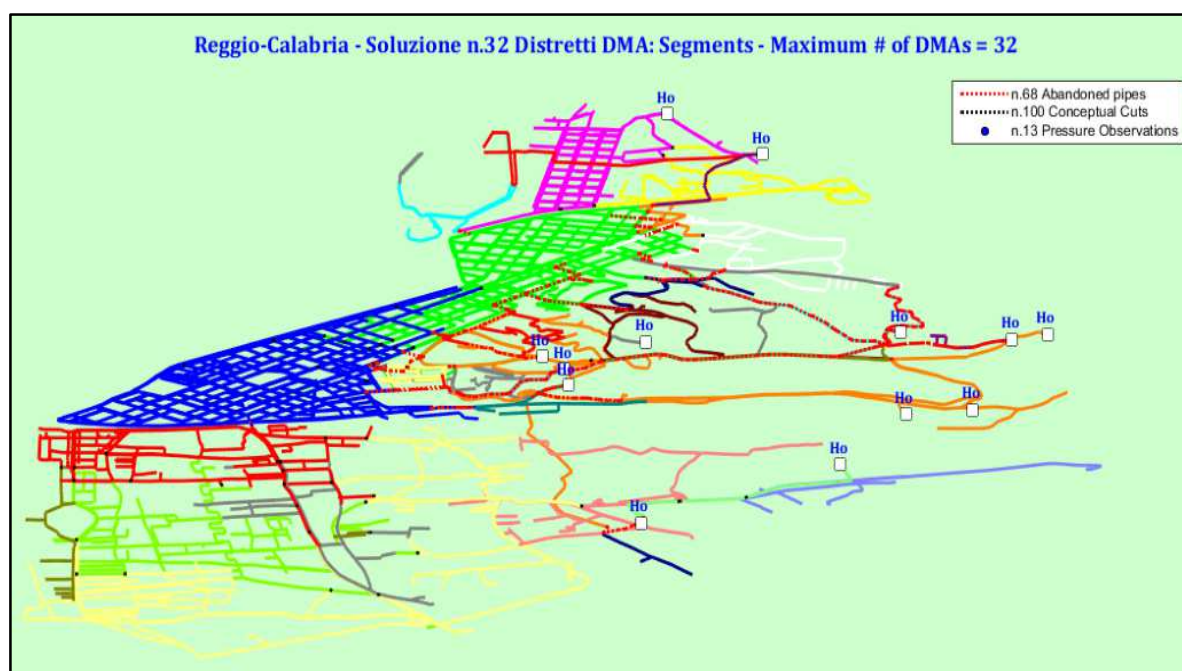 Reggio-Calabria - Soluzione n.32 Distretti DMA: Segments - Maximum # of DMAs = 32
n.68 Abandoned pipes
n.100 Conceptual Cuts
n.13 Pressure Observations
Ho
Ho
Ho
Ho
Ho
Ho
Ho
Ho
Ho
Ho
Ho
Ho
Ho